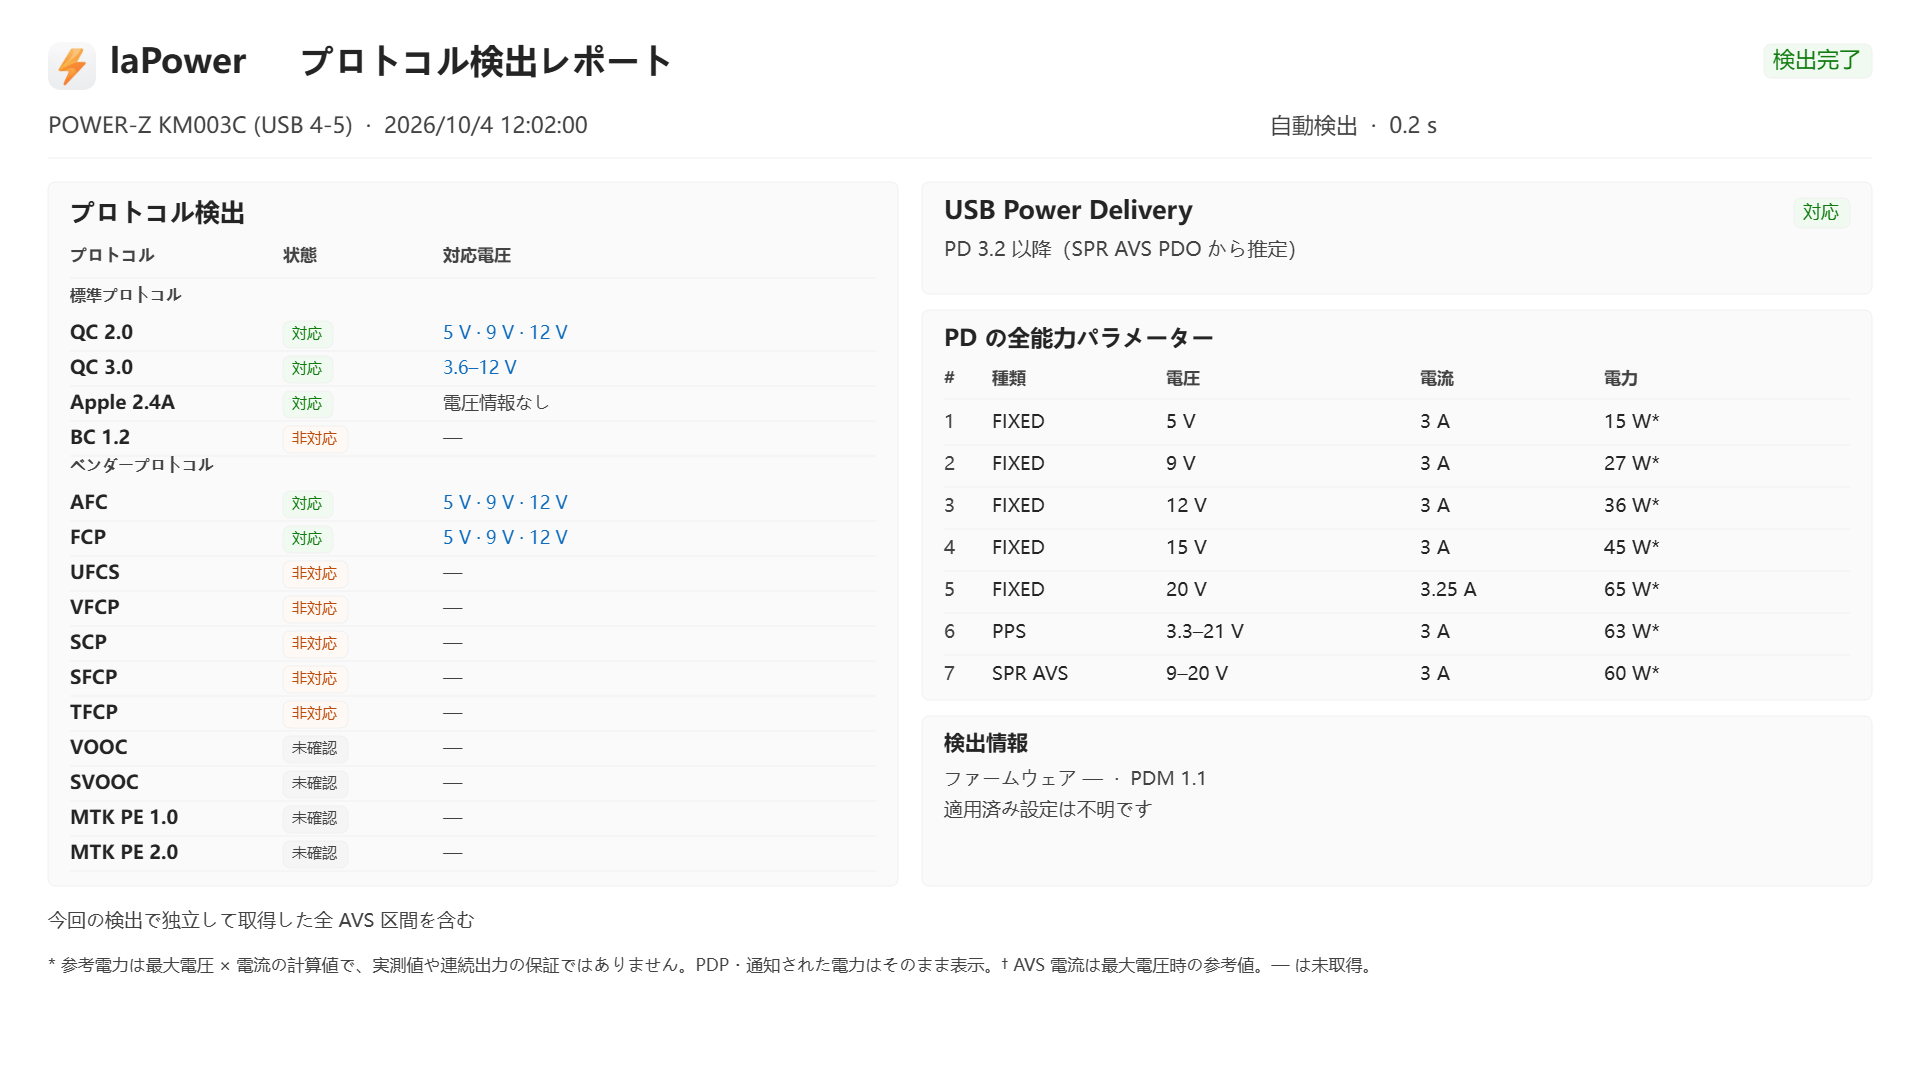 laPower プロトコル検出レポート
検出完了
POWER-Z KM003C (USB 4-5) · 2026/10/4 12:02:00
自動検出 · 0.2 s
プロトコル検出
プロトコル 状態 対応電圧
標準プロトコル
QC 2.0 対応 5 V · 9 V · 12 V
QC 3.0 対応 3.6–12 V
Apple 2.4A 対応 電圧情報なし
BC 1.2 非対応 —
ベンダープロトコル
AFC 対応 5 V · 9 V · 12 V
FCP 対応 5 V · 9 V · 12 V
UFCS 非対応 —
VFCP 非対応 —
SCP 非対応 —
SFCP 非対応 —
TFCP 非対応 —
VOOC 未確認 —
SVOOC 未確認 —
MTK PE 1.0 未確認 —
MTK PE 2.0 未確認 —
USB Power Delivery
対応
PD 3.2 以降（SPR AVS PDO から推定）
PD の全能力パラメーター
# 種類 電圧 電流 電力
1 FIXED 5 V 3 A 15 W*
2 FIXED 9 V 3 A 27 W*
3 FIXED 12 V 3 A 36 W*
4 FIXED 15 V 3 A 45 W*
5 FIXED 20 V 3.25 A 65 W*
6 PPS 3.3–21 V 3 A 63 W*
7 SPR AVS 9–20 V 3 A 60 W*
検出情報
ファームウェア — · PDM 1.1
適用済み設定は不明です
今回の検出で独立して取得した全 AVS 区間を含む
* 参考電力は最大電圧 × 電流の計算値で、実測値や連続出力の保証ではありません。PDP・通知された電力はそのまま表示。† AVS 電流は最大電圧時の参考値。— は未取得。